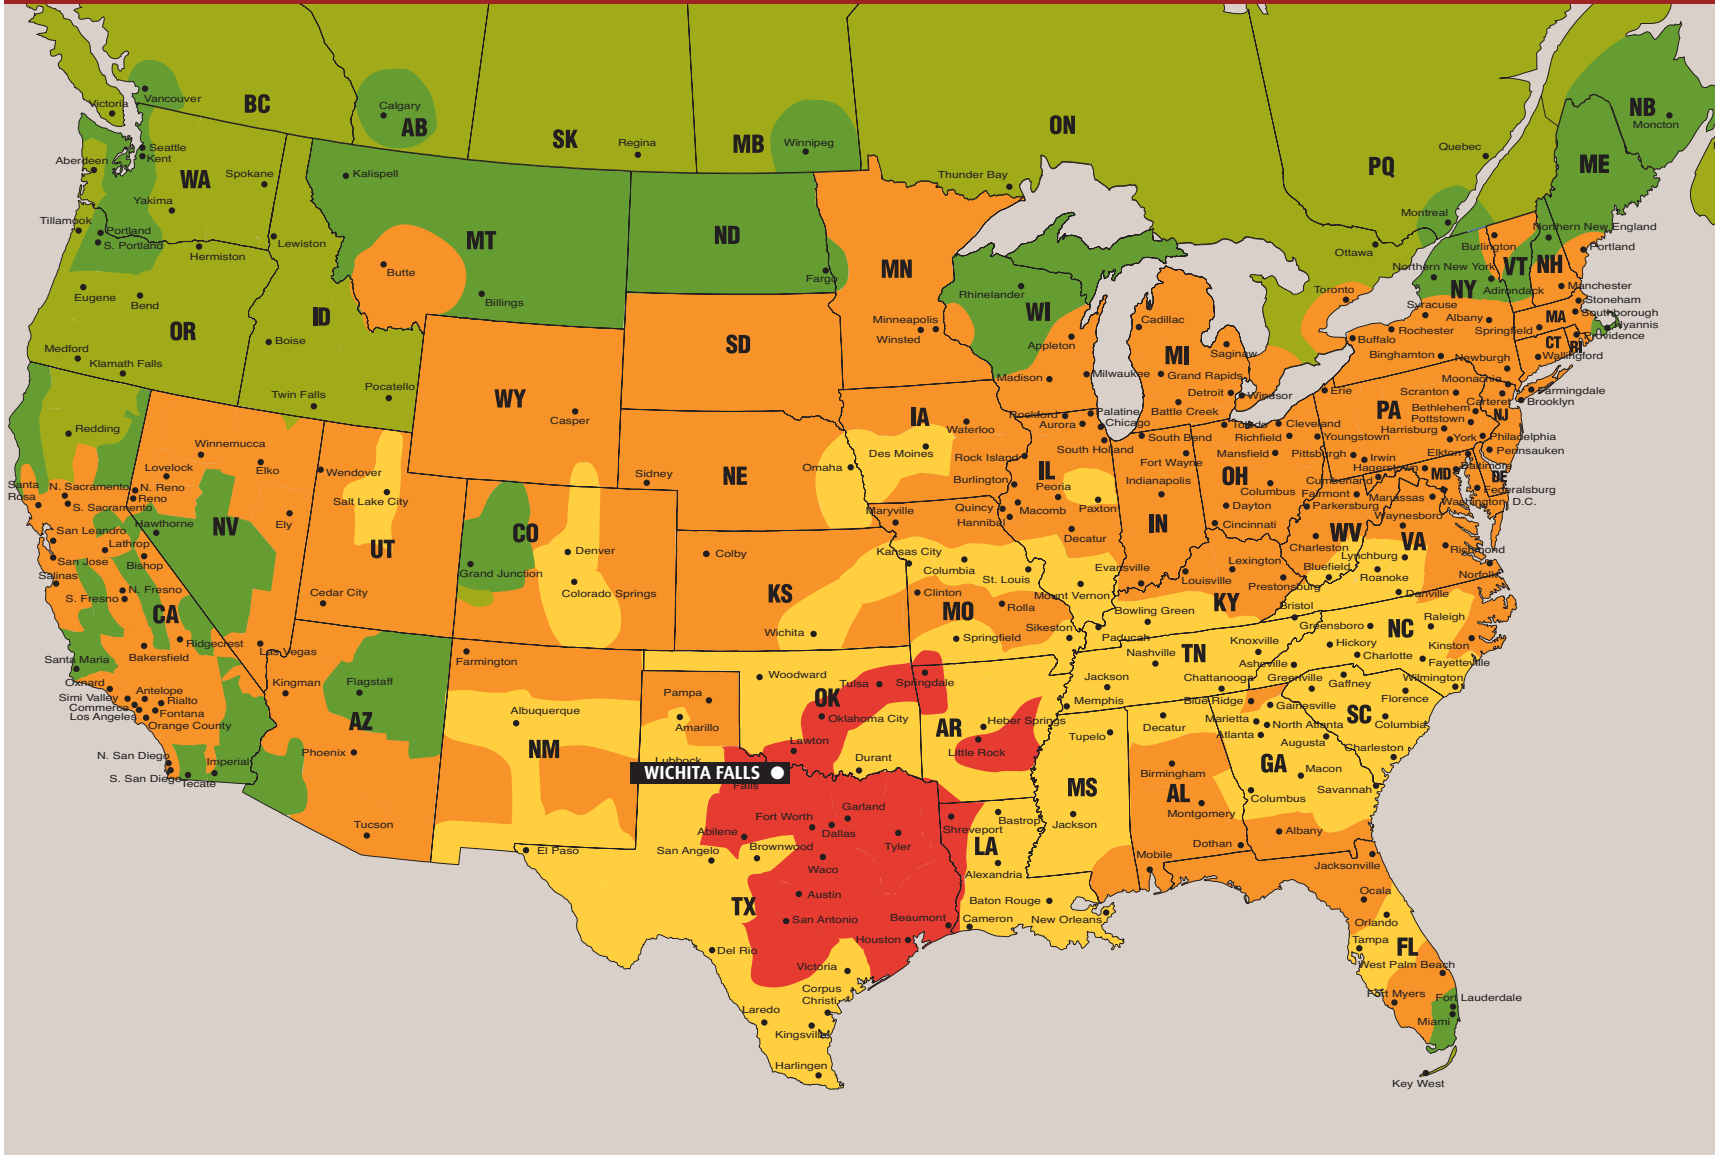 BC
AB
SK
MB
ON
PQ
NB
ME
Victoria
Vancouver
Calgary
Regina
Winnipeg
Thunder Bay
Quebec
Moncton
Montreal
Ottawa
Toronto
Windsor
Seattle
Kent
Aberdeen
WA
Spokane
Yakima
Tillamook
Portland
S. Portland
Lewiston
Hermiston
Eugene
Bend
OR
ID
Boise
Medford
Klamath Falls
Twin Falls
Pocatello
Kalispell
MT
Butte
Billings
ND
Fargo
MN
Minneapolis
Winsted
SD
WY
Casper
Rhinelander
WI
Appleton
Madison
Milwaukee
Cadillac
MI
Saginaw
Grand Rapids
Detroit
Battle Creek
Northern New England
Burlington
Portland
VT
NH
Northern New York
NY
Adirondack
Manchester
Stoneham
Southborough
Hyannis
Providence
Syracuse
Albany
MA
Springfield
Rochester
Buffalo
CT
RI
Wallingford
Binghamton
Newburgh
Moonachie
Farmingdale
Brooklyn
Carteret
NJ
Erie
PA
Scranton
Bethlehem
Pottstown
Harrisburg
York
Philadelphia
Pennsauken
Elkton
Baltimore
MD
DE
Federalsburg
Washington D.C.
Hagerstown
Cumberland
Manassas
Irwin
Pittsburgh
Youngstown
Cleveland
Toledo
Richfield
Mansfield
OH
Columbus
Dayton
Cincinnati
Fairmont
Parkersburg
WV
Charleston
Waynesboro
VA
Lynchburg
Richmond
Norfolk
Roanoke
Bluefield
Danville
Bristol
Redding
Winnemucca
Elko
Lovelock
N. Reno
Reno
Ely
NV
Hawthorne
Santa
Rosa
N. Sacramento
S. Sacramento
San Leandro
Lathrop
San Jose
Bishop
Salinas
N. Fresno
S. Fresno
CA
Ridgecrest
Bakersfield
Santa Maria
Oxnard
Simi Valley
Commerce
Los Angeles
Antelope
Rialto
Fontana
Orange County
N. San Diego
S. San Diego
Tecate
Imperial
Las Vegas
Wendover
Salt Lake City
UT
Cedar City
CO
Grand Junction
Denver
Colorado Springs
Kingman
Flagstaff
AZ
Phoenix
Tucson
Farmington
Albuquerque
NM
El Paso
Sidney
NE
Omaha
IA
Waterloo
Des Moines
Colby
KS
Wichita
Maryville
Kansas City
Columbia
St. Louis
Clinton
MO
Rolla
Springfield
Sikeston
Rockford
Aurora
Palatine
Chicago
South Holland
Rock Island
Burlington
IL
Peoria
Macomb
Quincy
Hannibal
Paxton
Decatur
Mount Vernon
South Bend
Fort Wayne
Indianapolis
IN
Evansville
Louisville
Lexington
Prestonsburg
KY
Bowling Green
Paducah
TN
Nashville
Knoxville
Jackson
Memphis
Chattanooga
Greensboro
NC
Raleigh
Hickory
Charlotte
Kinston
Fayetteville
Wilmington
Asheville
Greenville
Gaffney
Florence
SC
Columbia
Charleston
Blue Ridge
Gainesville
Marietta
North Atlanta
Atlanta
Augusta
GA
Macon
Columbus
Savannah
Albany
Woodward
OK
Tulsa
Oklahoma City
Lawton
Durant
Springdale
AR
Heber Springs
Little Rock
Pampa
Amarillo
Lubbock
WICHITA FALLS
Falls
Fort Worth
Garland
Dallas
Abilene
Brownwood
San Angelo
Tyler
Waco
TX
Austin
San Antonio
Beaumont
Houston
Del Rio
Victoria
Corpus
Christi
Laredo
Kingsville
Harlingen
Shreveport
Bastrop
LA
Alexandria
Baton Rouge
Cameron
New Orleans
Tupelo
MS
Jackson
Decatur
Birmingham
AL
Montgomery
Dothan
Mobile
Jacksonville
Ocala
Orlando
Tampa
FL
West Palm Beach
Fort Myers
Fort Lauderdale
Miami
Key West